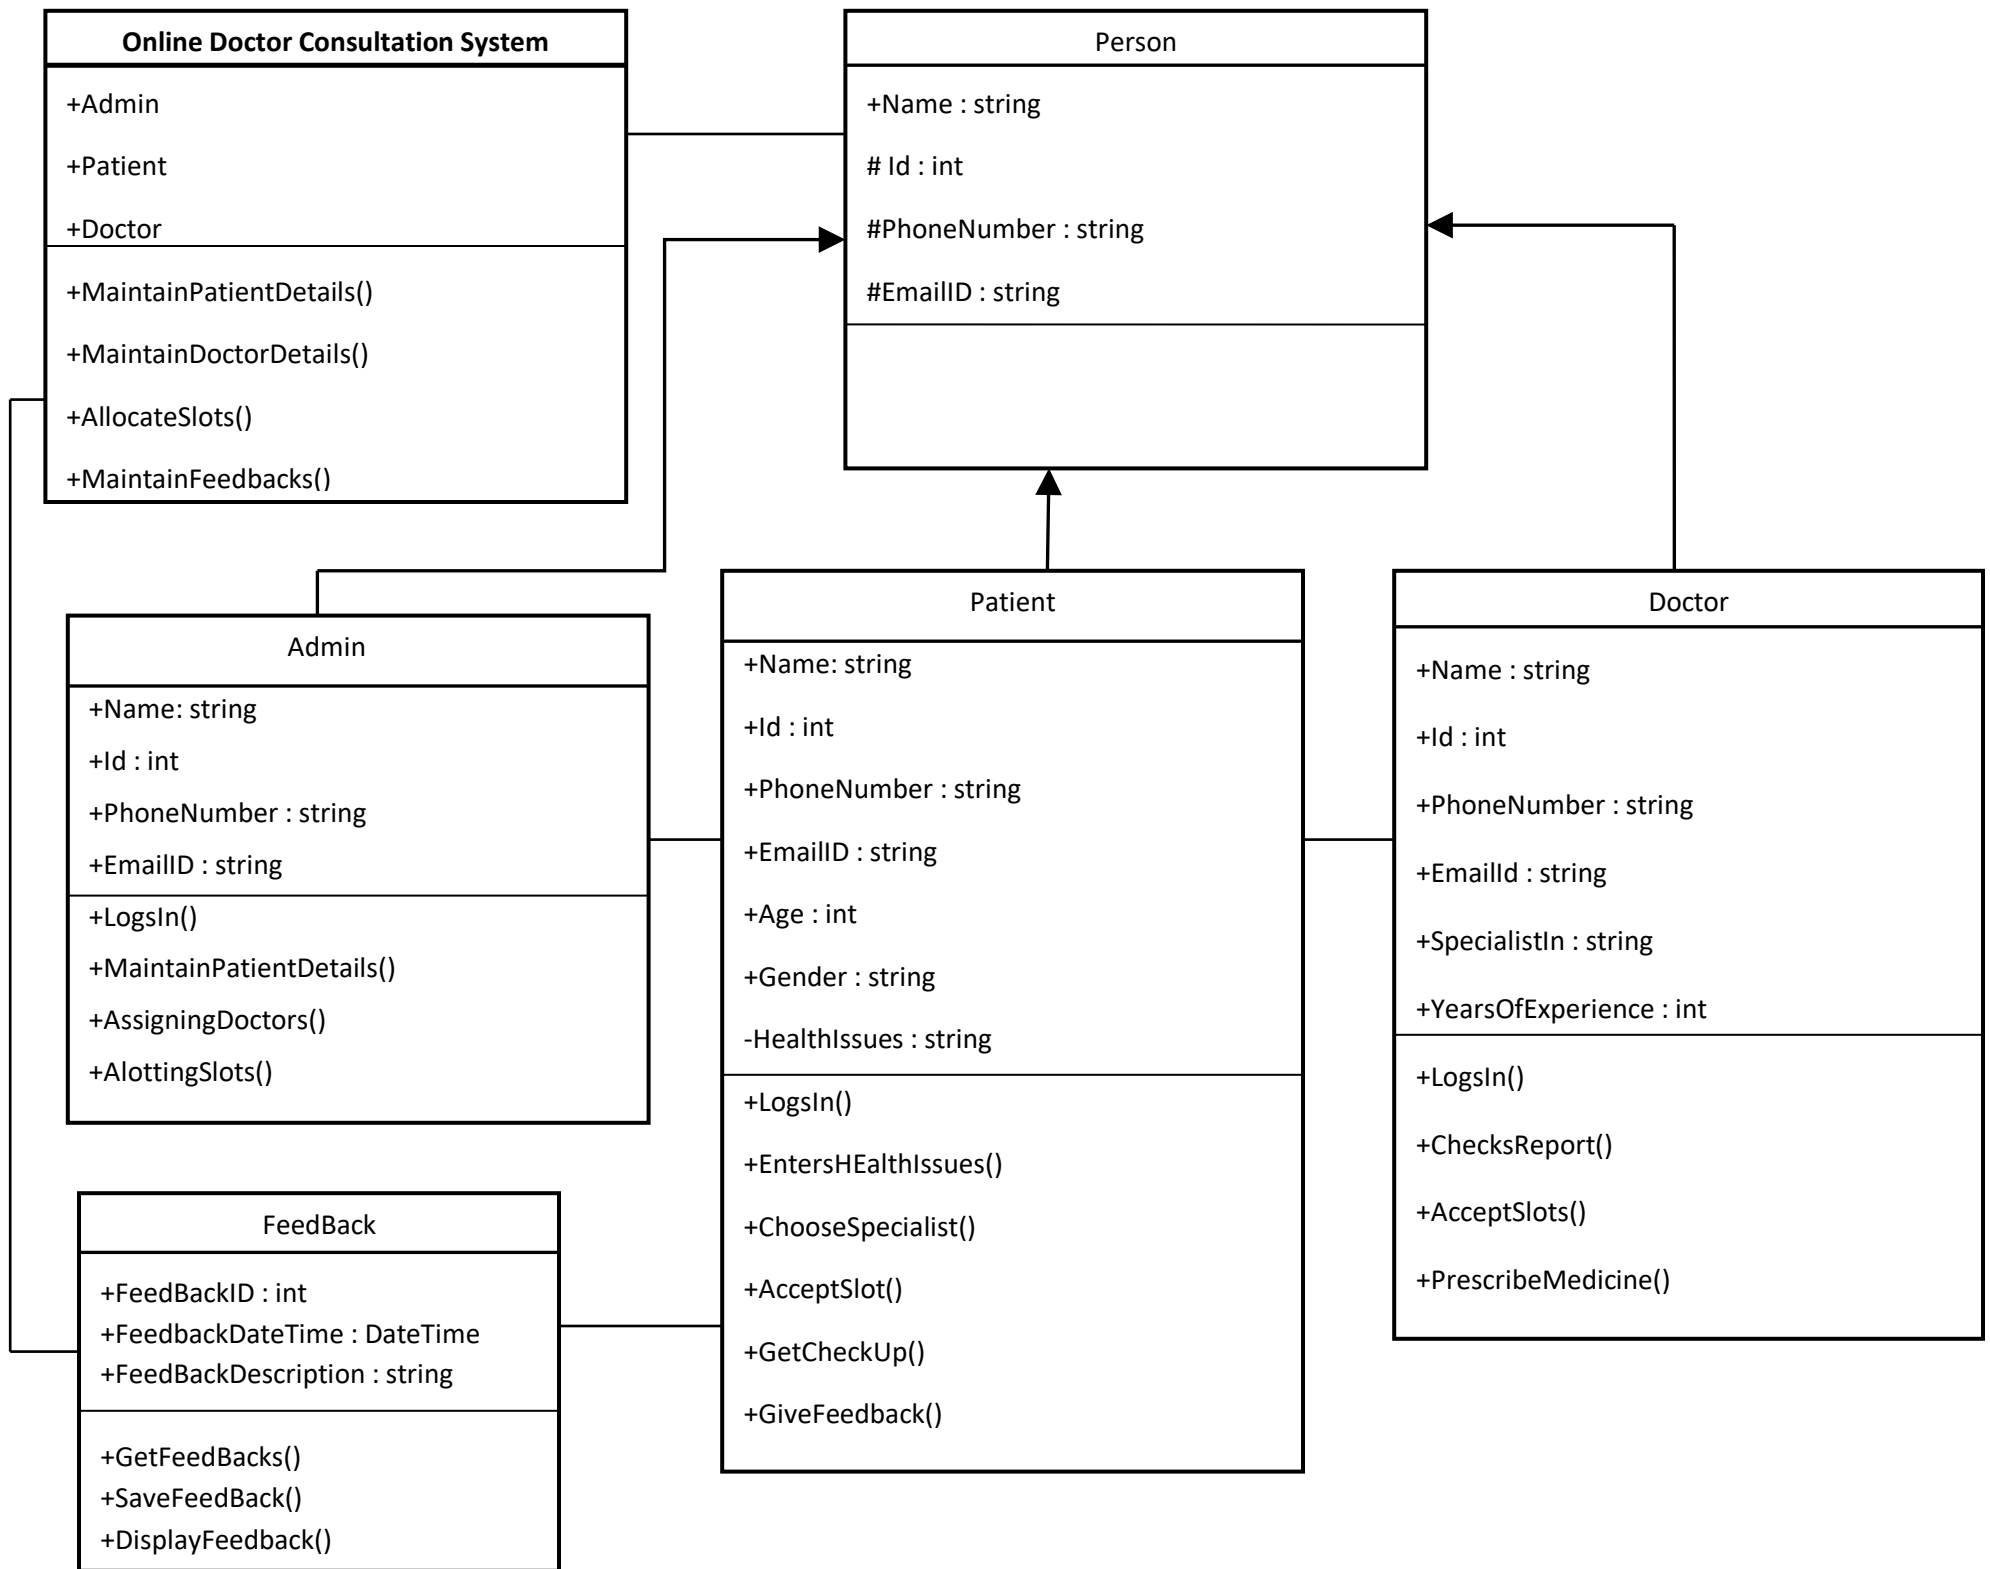 Online Doctor Consultation System
+Admin
+Patient
+Doctor
+MaintainPatientDetails()
+MaintainDoctorDetails()
+AllocateSlots()
+MaintainFeedbacks()
Person
+Name : string
# Id : int
#PhoneNumber : string
#EmailID : string
Admin
+Name: string
+Id : int
+PhoneNumber : string
+EmailID : string
+LogsIn()
+MaintainPatientDetails()
+AssigningDoctors()
+AlottingSlots()
Patient
+Name: string
+Id : int
+PhoneNumber : string
+EmailID : string
+Age : int
+Gender : string
-HealthIssues : string
+LogsIn()
+EntersHEalthIssues()
+ChooseSpecialist()
+AcceptSlot()
+GetCheckUp()
+GiveFeedback()
Doctor
+Name : string
+Id : int
+PhoneNumber : string
+EmailId : string
+SpecialistIn : string
+YearsOfExperience : int
+LogsIn()
+ChecksReport()
+AcceptSlots()
+PrescribeMedicine()
FeedBack
+FeedBackID : int
+FeedbackDateTime : DateTime
+FeedBackDescription : string
+GetFeedBacks()
+SaveFeedBack()
+DisplayFeedback()